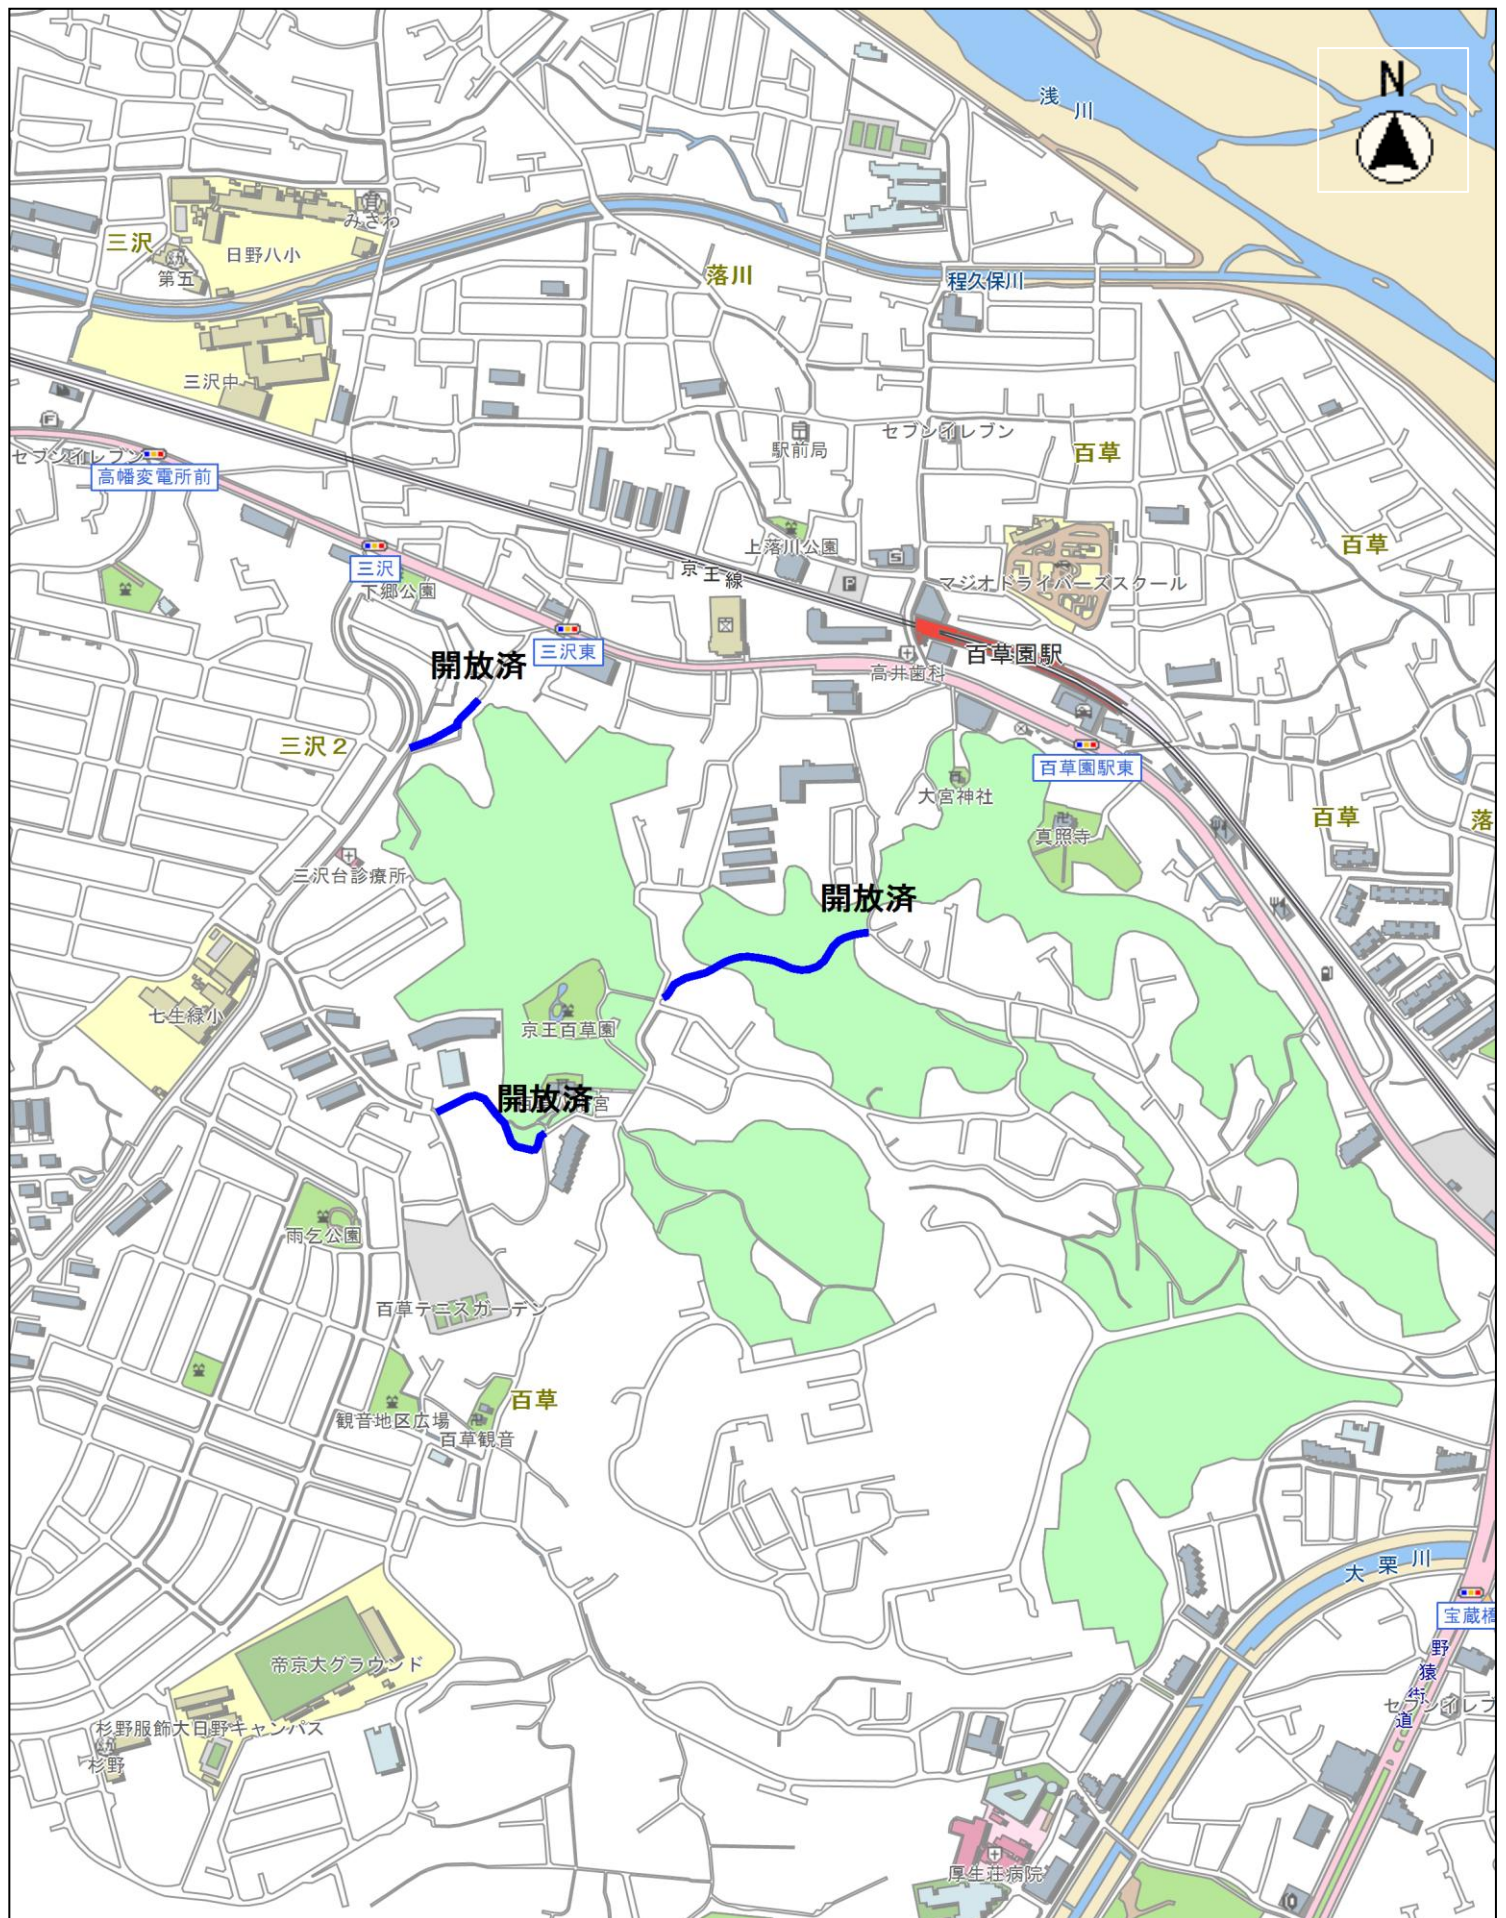 N
浅川
みさわ
三沢
日野八小
第五
落川
程久保川
三沢中
セブンイレブン
駅前局
百草
セブンイレブン
高幡変電所前
百草
三沢
上落川公園
京王線
マジオドライバーズスクール
下郷公園
三沢東
開放済
百草園駅
高井歯科
三沢2
百草園駅東
大宮神社
百草
落
真照寺
三沢台診療所
開放済
七生緑小
京王百草園
開放済
宮
雨乞公園
百草テニスガーデン
百草
観音地区広場
百草観音
大栗川
宝蔵橋
帝京大グラウンド
野猿街道
セブンイレブ
杉野服飾大日野キャンパス
杉野
厚生荘病院